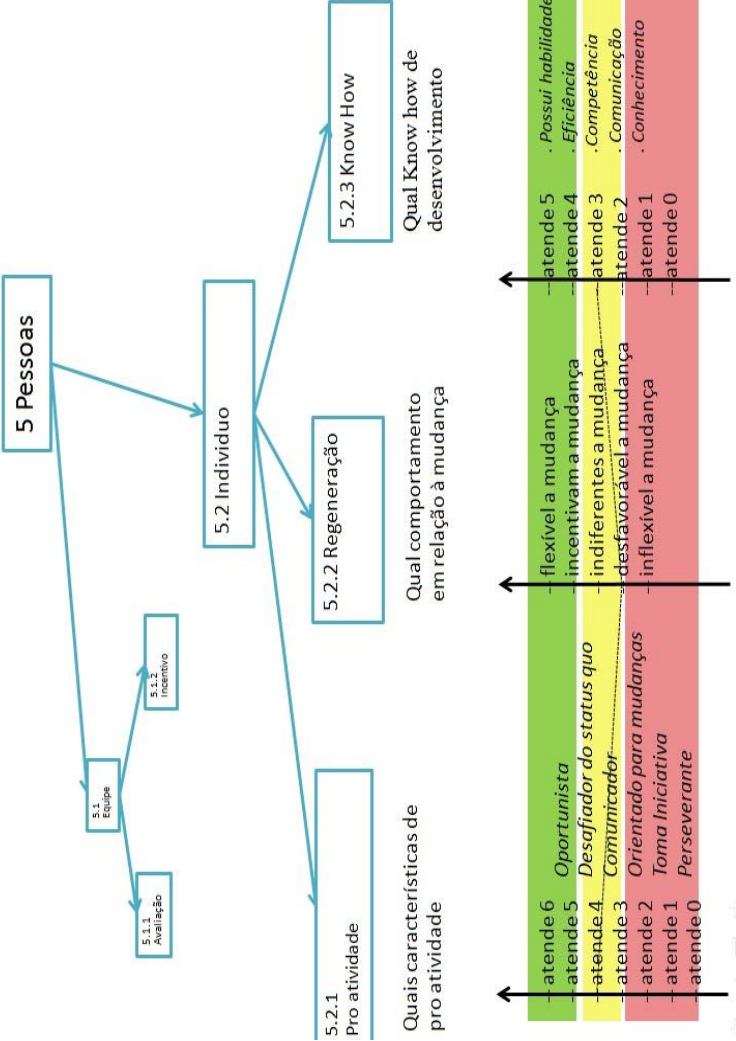 5 Pessoas
5.1
Equipe
5.1.1
Avaliação
5.1.2
Incentivo
5.2 Individuo
5.2.1
Pro atividade
5.2.2 Regeneração
5.2.3 Know How
Quais características de
pro atividade
Qual comportamento
em relação à mudança
Qual Know how de
desenvolvimento
atende 6
atende 5
atende 4
atende 3
atende 2
atende 1
atende 0
Oportunista
Desafiador do status quo
Comunicador
Orientado para mudanças
Toma Iniciativa
Perseverante
flexível a mudança
incentivam a mudança
indiferentes a mudança
desfavorável a mudança
inflexível a mudança
atende 5
atende 4
atende 3
atende 2
atende 1
atende 0
. Possui habilidade
. Eficiência
. Competência
. Comunicação
. Conhecimento